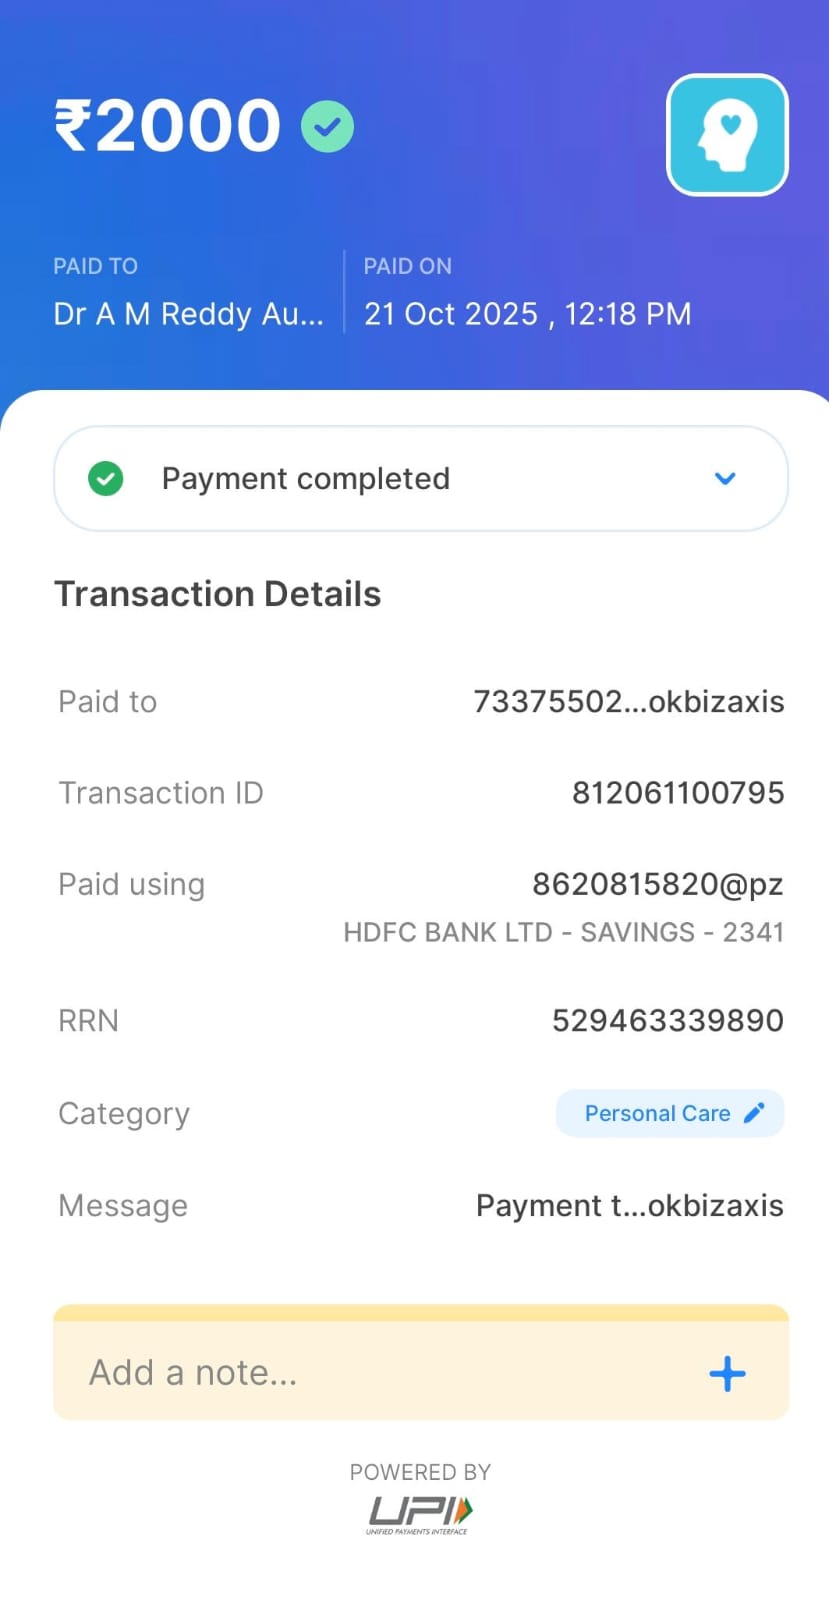 ₹2000
PAID TO
Dr A M Reddy Au...
PAID ON
21 Oct 2025 , 12:18 PM
Payment completed
Transaction Details
Paid to
73375502...okbizaxis
Transaction ID
812061100795
Paid using
8620815820@pz
HDFC BANK LTD - SAVINGS - 2341
RRN
529463339890
Category
Personal Care
Message
Payment t...okbizaxis
Add a note...
POWERED BY
UPI
UNIFIED PAYMENTS INTERFACE